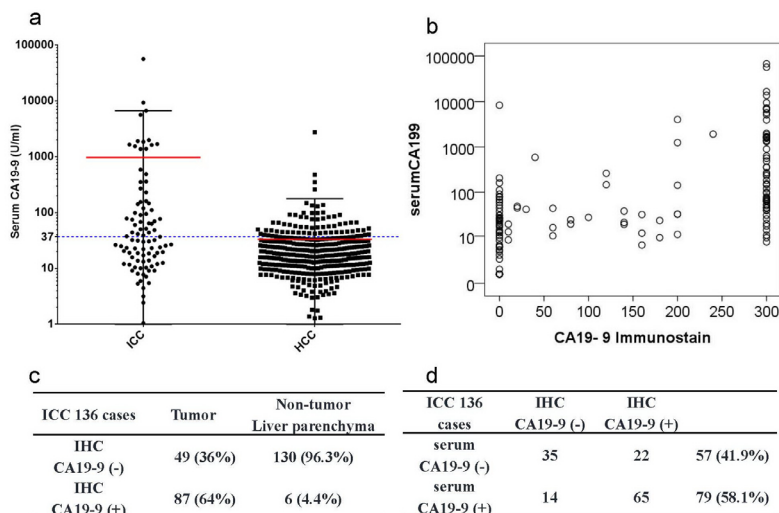 a
Serum CA19-9 (U/ml)
100000
10000
1000
100
37
10
1
ICC
HCC
b
serumCA199
100000
10000
1000
100
10
0
0 50 100 150 200 250 300
CA19- 9 Immunostain
c
ICC 136 cases Tumor Non-tumor
Liver parenchyma
IHC
CA19-9 (-) 49 (36%) 130 (96.3%)
IHC
CA19-9 (+) 87 (64%) 6 (4.4%)
d
ICC 136
cases IHC
CA19-9 (-) IHC
CA19-9 (+)
serum
CA19-9 (-) 35 22 57 (41.9%)
serum
CA19-9 (+) 14 65 79 (58.1%)